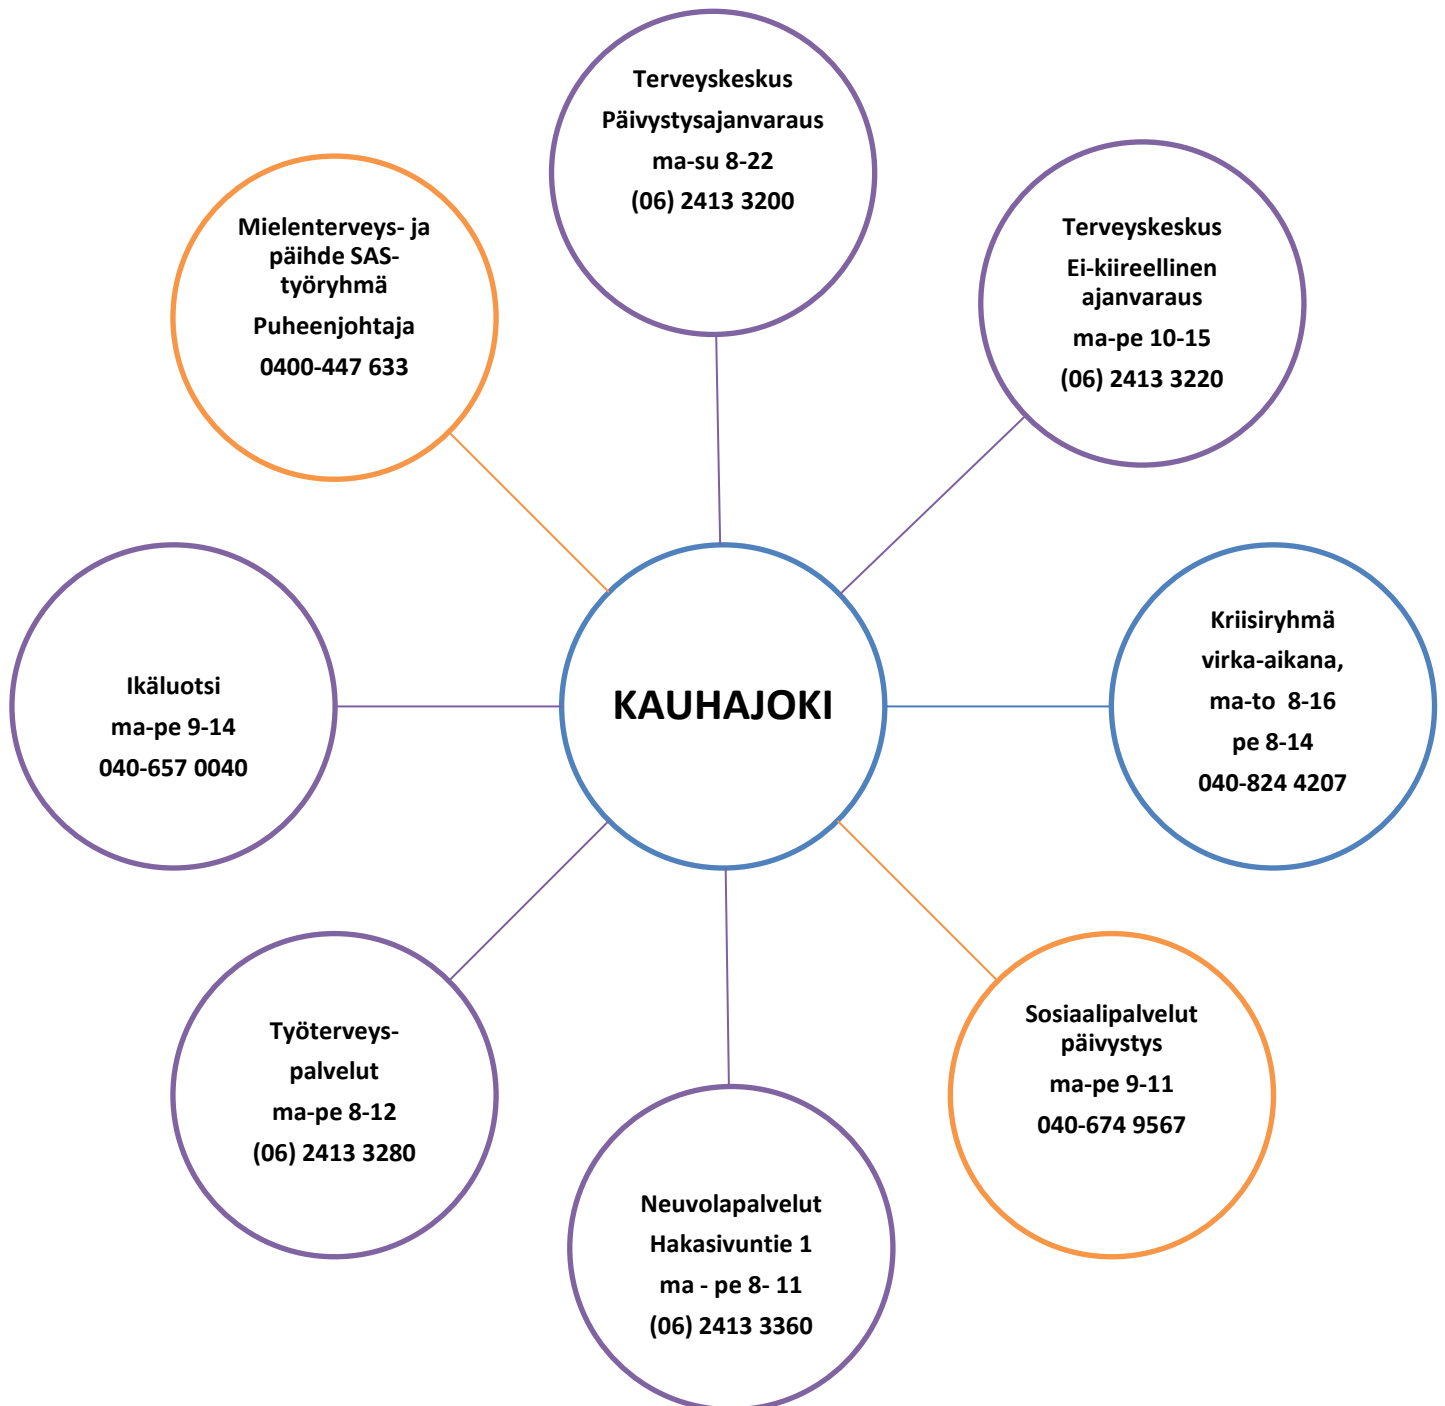 Terveyskeskus
Päivystysajanvaraus
ma-su 8-22
(06) 2413 3200
Terveyskeskus
Ei-kiireellinen
ajanvaraus
ma-pe 10-15
(06) 2413 3220
Mielenterveys- ja
päihde SAS-
työryhmä
Puheenjohtaja
0400-447 633
Kriisiryhmä
virka-aikana,
ma-to  8-16
pe 8-14
040-824 4207
KAUHAJOKI
Ikäluotsi
ma-pe 9-14
040-657 0040
Sosiaalipalvelut
päivystys
ma-pe 9-11
040-674 9567
Työterveys-
palvelut
ma-pe 8-12
(06) 2413 3280
Neuvolapalvelut
Hakasivuntie 1
ma - pe 8- 11
(06) 2413 3360